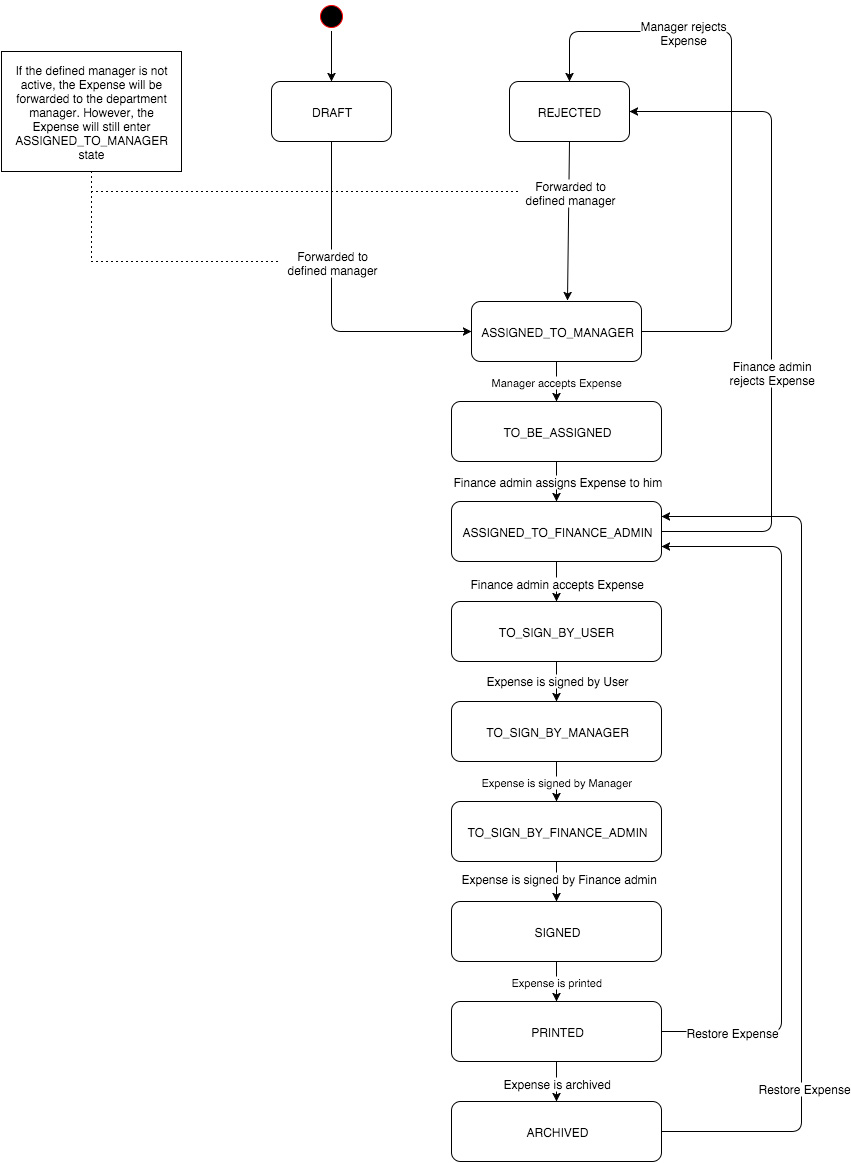 Manager rejects
Expense
If the defined manager is not
active, the Expense will be
forwarded to the department
manager. However, the
Expense will still enter
ASSIGNED_TO_MANAGER
state
DRAFT
REJECTED
Forwarded to
defined manager
Forwarded to
defined manager
ASSIGNED_TO_MANAGER
Finance admin
rejects Expense
Manager accepts Expense
TO_BE_ASSIGNED
Finance admin assigns Expense to him
ASSIGNED_TO_FINANCE_ADMIN
Finance admin accepts Expense
TO_SIGN_BY_USER
Expense is signed by User
TO_SIGN_BY_MANAGER
Expense is signed by Manager
TO_SIGN_BY_FINANCE_ADMIN
Expense is signed by Finance admin
SIGNED
Expense is printed
PRINTED
Restore Expense
Expense is archived
Restore Expense
ARCHIVED